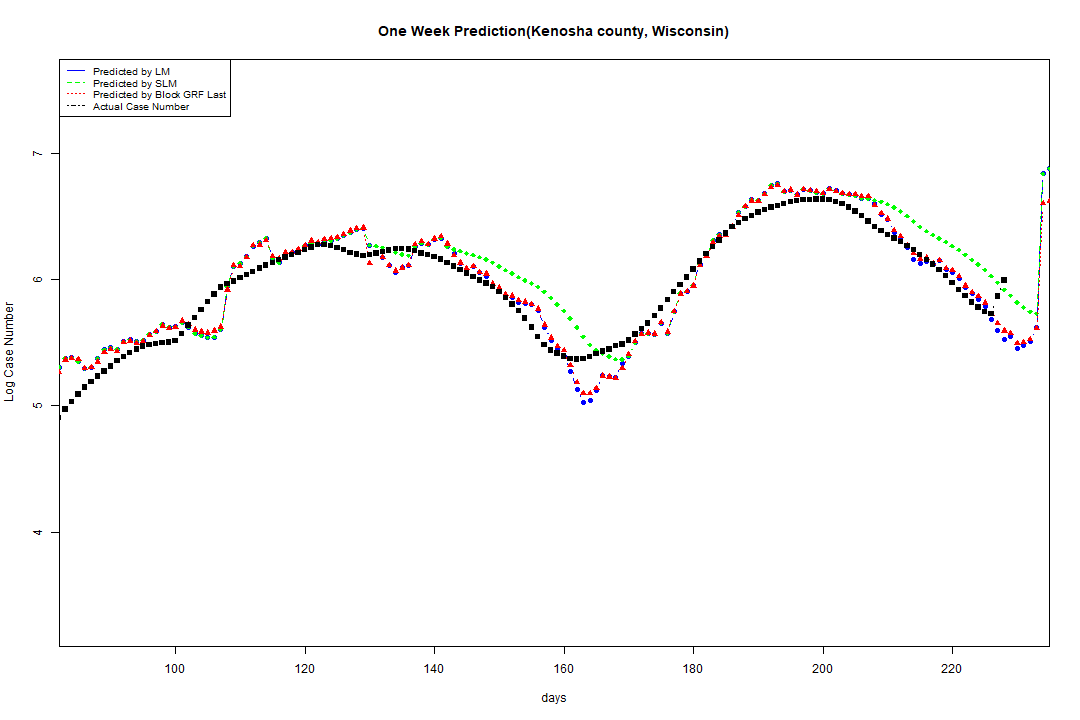 One Week Prediction(Kenosha county, Wisconsin)
Predicted by LM
Predicted by SLM
Predicted by Block GRF Last
Actual Case Number
7
6
5
4
Log Case Number
100 120 140 160 180 200 220
days